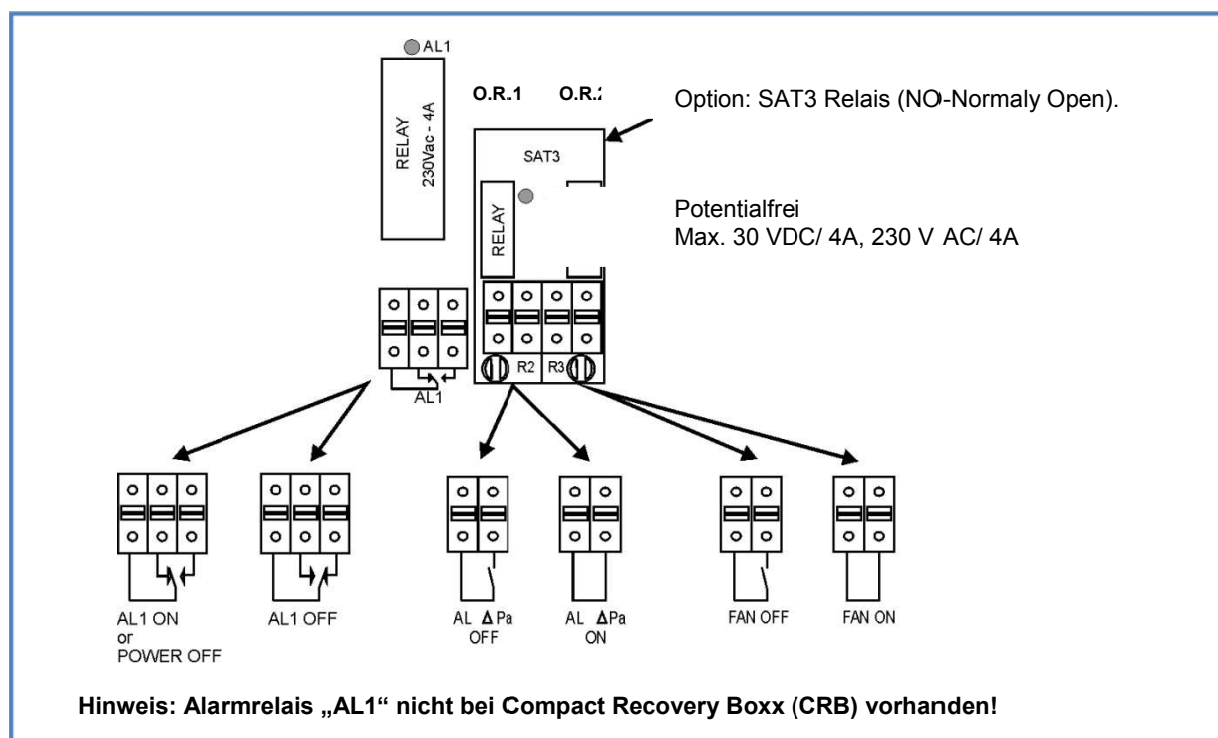 AL1
O.R.1 O.R.2
Option: SAT3 Relais (NO-Normaly Open).
RELAY
230Vac - 4A
SAT3
RELAY
Potentialfrei
Max. 30 VDC/ 4A, 230 V AC/ 4A
R2 R3
AL1
AL1 ON
or
POWER OFF
AL1 OFF
AL Δ Pa
OFF
AL Δ Pa
ON
FAN OFF
FAN ON
Hinweis: Alarmrelais „AL1“ nicht bei Compact Recovery Boxx (CRB) vorhanden!